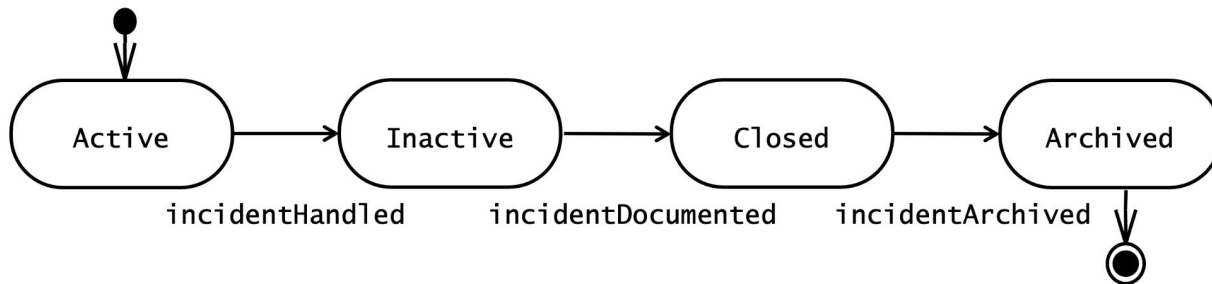 Active
Inactive
Closed
Archived
incidentHandled
incidentDocumented
incidentArchived